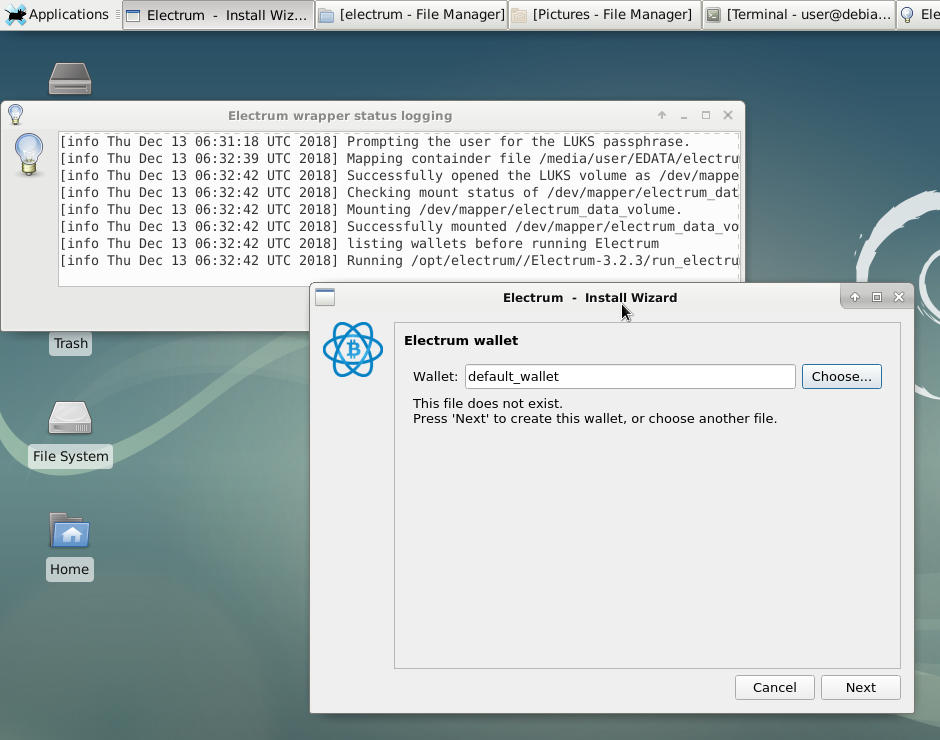 Applications
Electrum - Install Wiz...
[electrum - File Manager]
[Pictures - File Manager]
[Terminal - user@debia...
Ele
Electrum wrapper status logging
[info Thu Dec 13 06:31:18 UTC 2018] Prompting the user for the LUKS passphrase.
[info Thu Dec 13 06:32:39 UTC 2018] Mapping containder file /media/user/EDATA/electru
[info Thu Dec 13 06:32:42 UTC 2018] Successfully opened the LUKS volume as /dev/mappe
[info Thu Dec 13 06:32:42 UTC 2018] Checking mount status of /dev/mapper/electrum_dat
[info Thu Dec 13 06:32:42 UTC 2018] Mounting /dev/mapper/electrum_data_volume.
[info Thu Dec 13 06:32:42 UTC 2018] Successfully mounted /dev/mapper/electrum_data_vo
[info Thu Dec 13 06:32:42 UTC 2018] listing wallets before running Electrum
[info Thu Dec 13 06:32:42 UTC 2018] Running /opt/electrum//Electrum-3.2.3/run_electru
Electrum - Install Wizard
Electrum wallet
Wallet: default_wallet Choose...
This file does not exist.
Press 'Next' to create this wallet, or choose another file.
Cancel Next
Trash
File System
Home